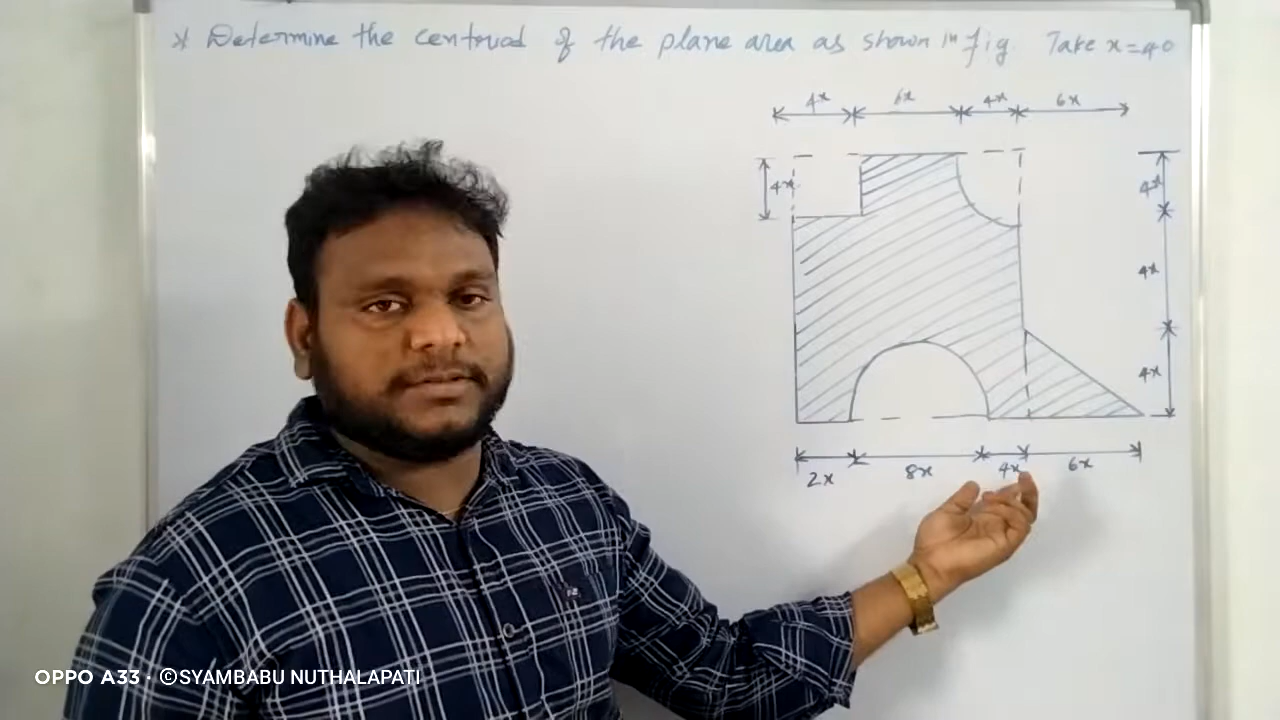 * Determine the centroid of the plane area as shown in fig. Take x=40
4x 6x 4x 6x
4x 4x
4x
4x
2x 8x 4x 6x
OPPO A33 · ©SYAMBABU NUTHALAPATI